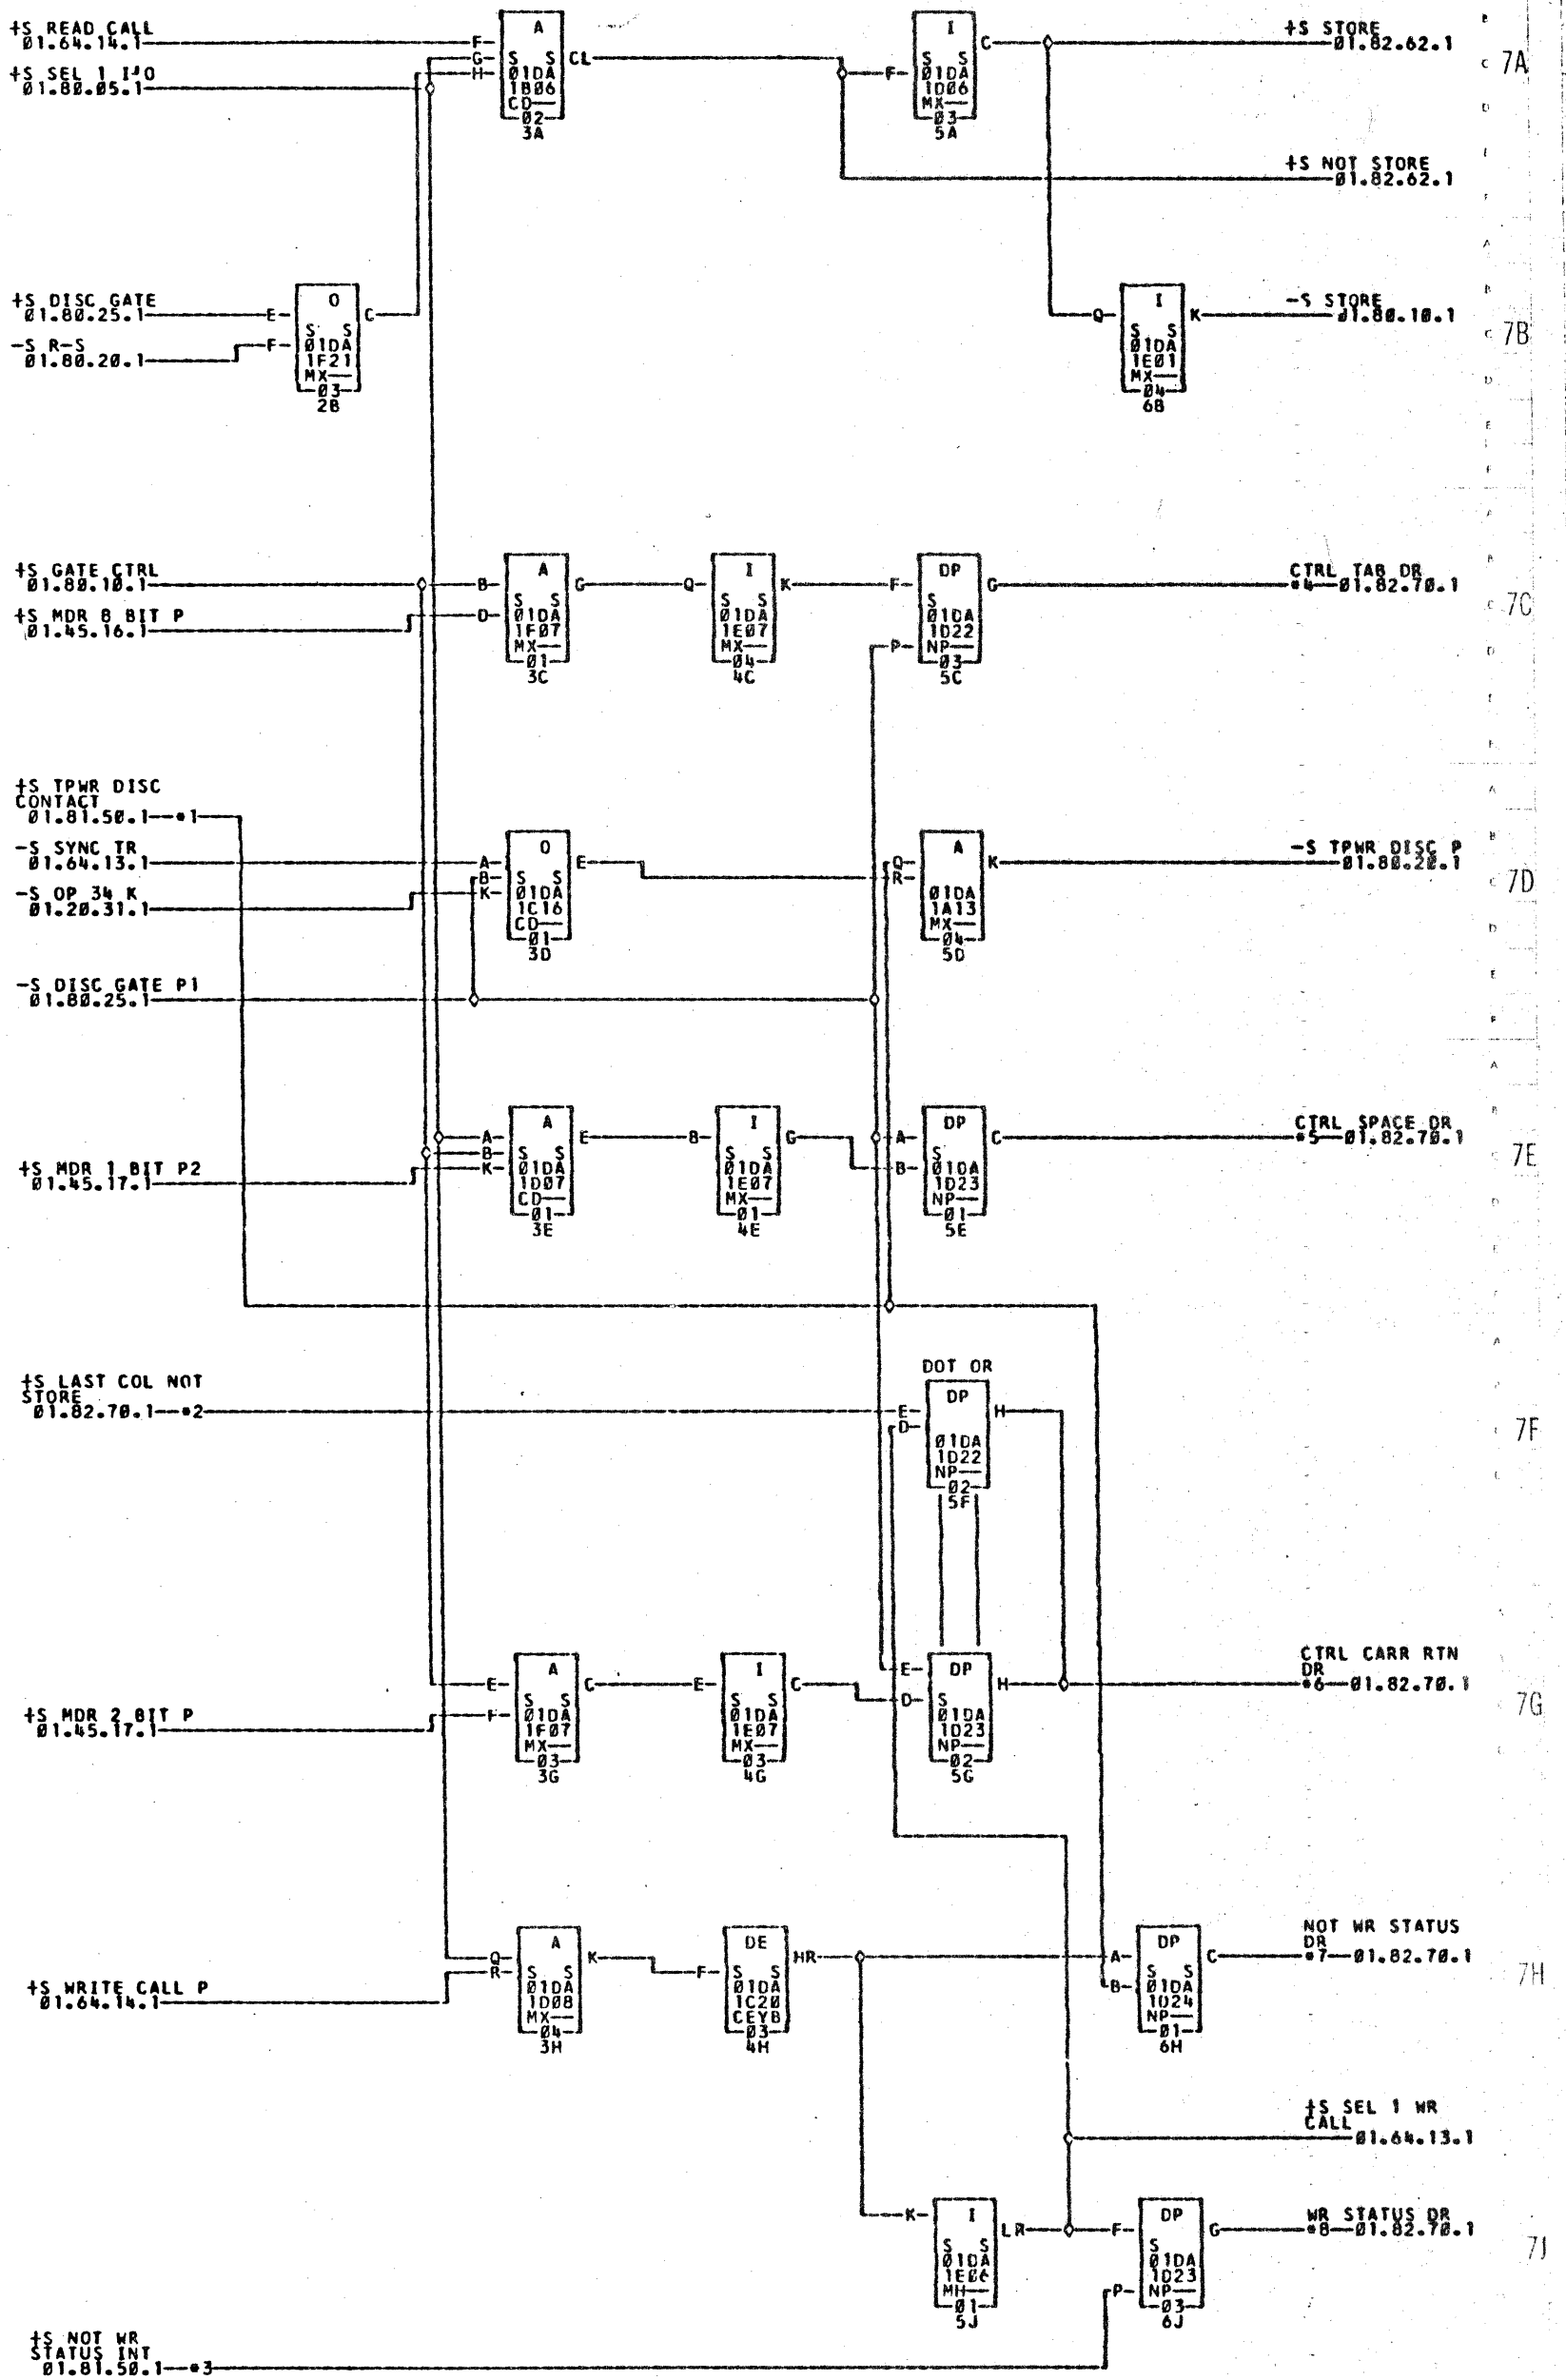 +S READ CALL
01.64.14.1
+S SEL 1 I/O
01.80.05.1
F
G
H
A
S S
01DA
1B06
CD
02
3A
CL
F
I
S S
01DA
1D06
MX
03
5A
C
+S STORE
01.82.62.1
7A
+S NOT STORE
01.82.62.1
+S DISC GATE
01.80.25.1
-S R-S
01.80.20.1
E
F
O
S S
01DA
1F21
MX
03
2B
C
Q
I
S S
01DA
1E01
MX
04
6B
K
-S STORE
01.80.10.1
7B
+S GATE CTRL
01.80.10.1
+S MDR 8 BIT P
01.45.16.1
B
D
A
S S
01DA
1F07
MX
01
3C
G
Q
I
S S
01DA
1E07
MX
04
4C
K
F
P
DP
S
01DA
1D22
NP
03
5C
G
CTRL TAB DR
*4 01.82.70.1
7C
+S TPWR DISC
CONTACT
01.81.50.1 *1
-S SYNC TR
01.64.13.1
-S OP 34 K
01.20.31.1
A
B
K
O
S S
01DA
1C16
CD
01
3D
E
Q
R
A
01DA
1A13
MX
04
5D
K
-S TPWR DISC P
01.80.20.1
7D
-S DISC GATE P1
01.80.25.1
+S MDR 1 BIT P2
01.45.17.1
A
B
K
A
S S
01DA
1D07
CD
01
3E
E
B
I
S S
01DA
1E07
MX
01
4E
G
A
B
DP
S S
01DA
1D23
NP
01
5E
C
CTRL SPACE DR
*5 01.82.70.1
7E
+S LAST COL NOT
STORE
01.82.70.1 *2
DOT OR
E
D
DP
01DA
1D22
NP
02
5F
H
7F
+S MDR 2 BIT P
01.45.17.1
E
F
A
S S
01DA
1F07
MX
03
3G
C
E
I
S S
01DA
1E07
MX
03
4G
C
E
D
DP
S S
01DA
1D23
NP
02
5G
H
CTRL CARR RTN
DR
*6 01.82.70.1
7G
+S WRITE CALL P
01.64.14.1
Q
R
A
S S
01DA
1D08
MX
04
3H
K
F
DE
S S
01DA
1C20
CEYB
03
4H
HR
A
B
DP
S S
01DA
1D24
NP
01
6H
C
NOT WR STATUS
DR
*7 01.82.70.1
7H
+S SEL 1 WR
CALL
01.64.13.1
K
I
S S
01DA
MH
01
5J
LR
F
P
DP
S
01DA
1D23
NP
03
6J
G
WR STATUS DR
*8 01.82.70.1
7J
+S NOT WR
STATUS INT
01.81.50.1 *3